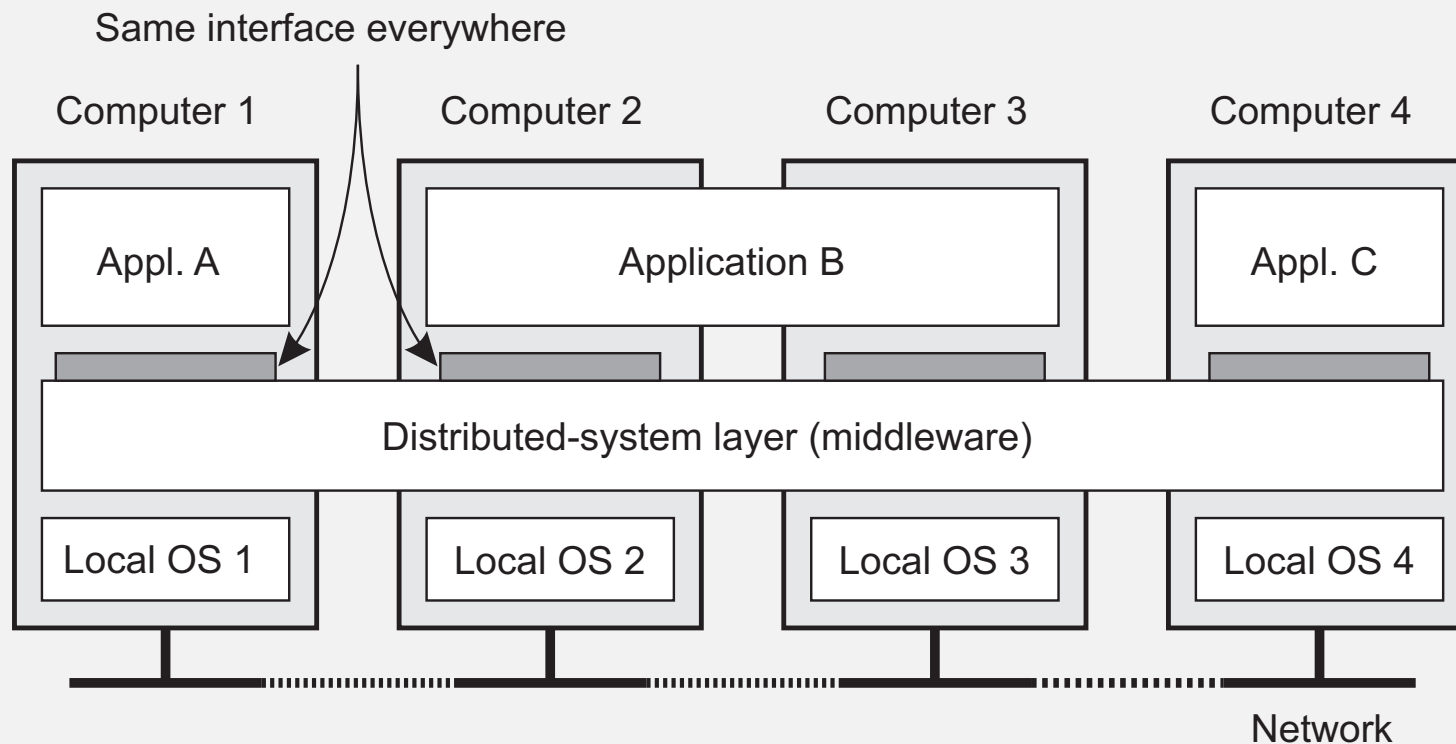 Same interface everywhere
Computer 1
Computer 2
Computer 3
Computer 4
Appl. A
Application B
Appl. C
Distributed-system layer (middleware)
Local OS 1
Local OS 2
Local OS 3
Local OS 4
Network